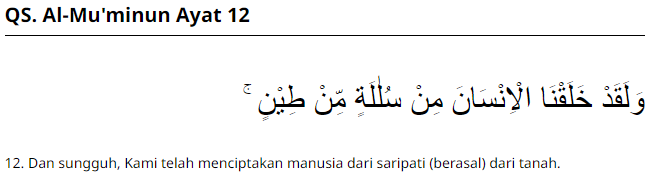 QS. Al-Mu'minun Ayat 12
وَلَقَدْ خَلَقْنَا الْاِنْسَانَ مِنْ سُلٰلَةٍ مِّنْ طِيْنٍ ۚ
12. Dan sungguh, Kami telah menciptakan manusia dari saripati (berasal) dari tanah.